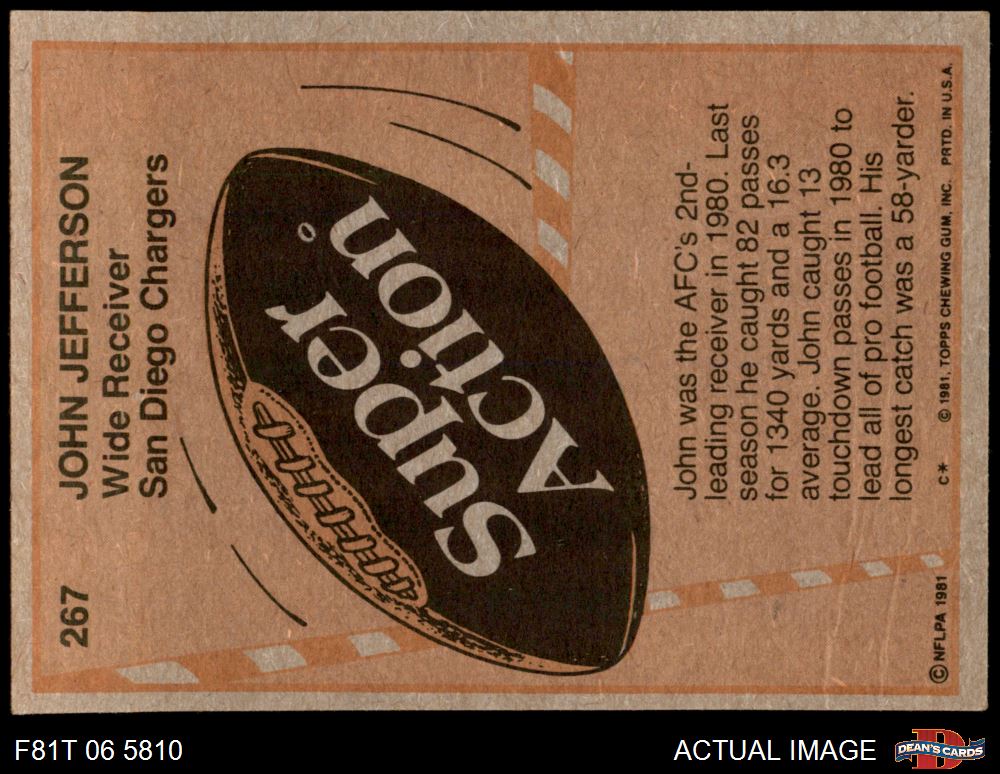 267
JOHN JEFFERSON
Wide Receiver
San Diego Chargers
Super
Action
John was the AFC's 2nd-
leading receiver in 1980. Last
season he caught 82 passes
for 1340 yards and a 16.3
average. John caught 13
touchdown passes in 1980 to
lead all of pro football. His
longest catch was a 58-yarder.
© NFLPA 1981
C*
© 1981, TOPPS CHEWING GUM, INC. PRTD. IN U.S.A.
F81T 06 5810
ACTUAL IMAGE
D
DEAN'S CARDS